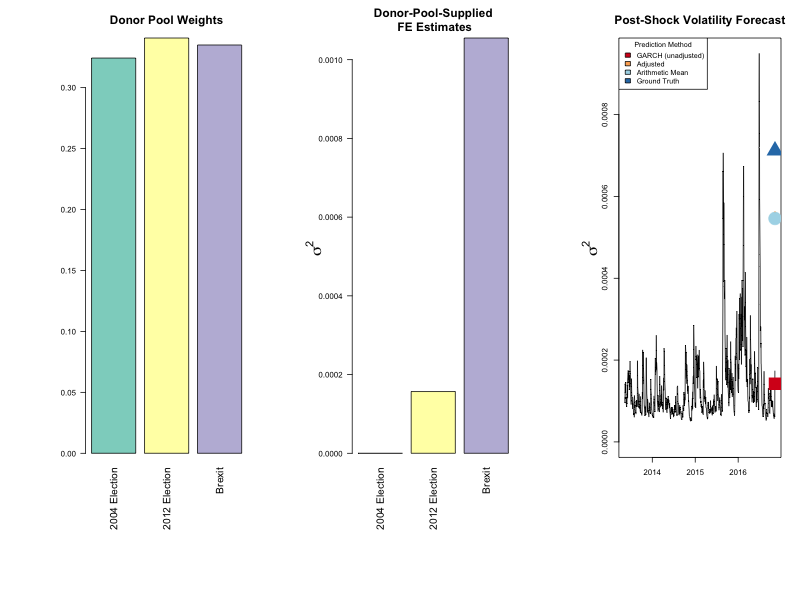 Donor Pool Weights
0.00
0.05
0.10
0.15
0.20
0.25
0.30
2004 Election
2012 Election
Brexit
Donor-Pool-Supplied
FE Estimates
σ2
0.0000
0.0002
0.0004
0.0006
0.0008
0.0010
2004 Election
2012 Election
Brexit
Post-Shock Volatility Forecast
σ2
0.0000
0.0002
0.0004
0.0006
0.0008
Prediction Method
GARCH (unadjusted)
Adjusted
Arithmetic Mean
Ground Truth
2014
2015
2016